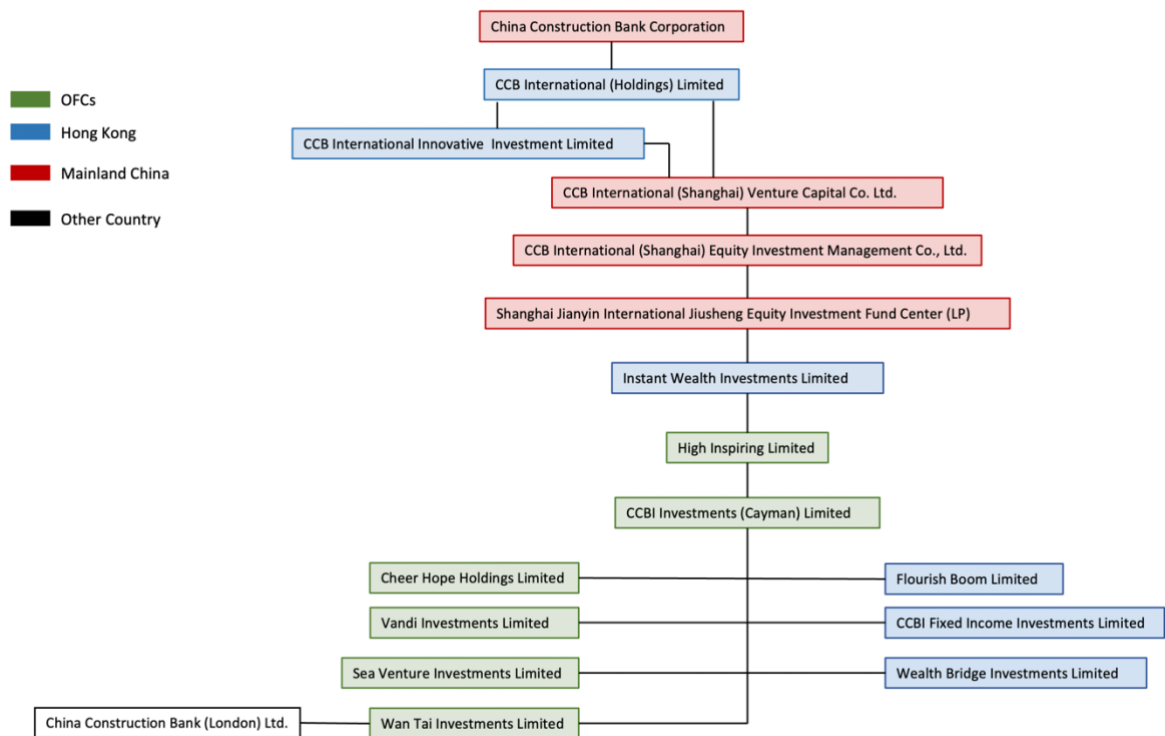 China Construction Bank Corporation
CCB International (Holdings) Limited
OFCs
Hong Kong
CCB International Innovative  Investment Limited
Mainland China
CCB International (Shanghai) Venture Capital Co. Ltd.
Other Country
CCB International (Shanghai) Equity Investment Management Co., Ltd.
Shanghai Jianyin International Jiusheng Equity Investment Fund Center (LP)
Instant Wealth Investments Limited
High Inspiring Limited
CCBI Investments (Cayman) Limited
Cheer Hope Holdings Limited
Flourish Boom Limited
Vandi Investments Limited
CCBI Fixed Income Investments Limited
Sea Venture Investments Limited
Wealth Bridge Investments Limited
China Construction Bank (London) Ltd.
Wan Tai Investments Limited